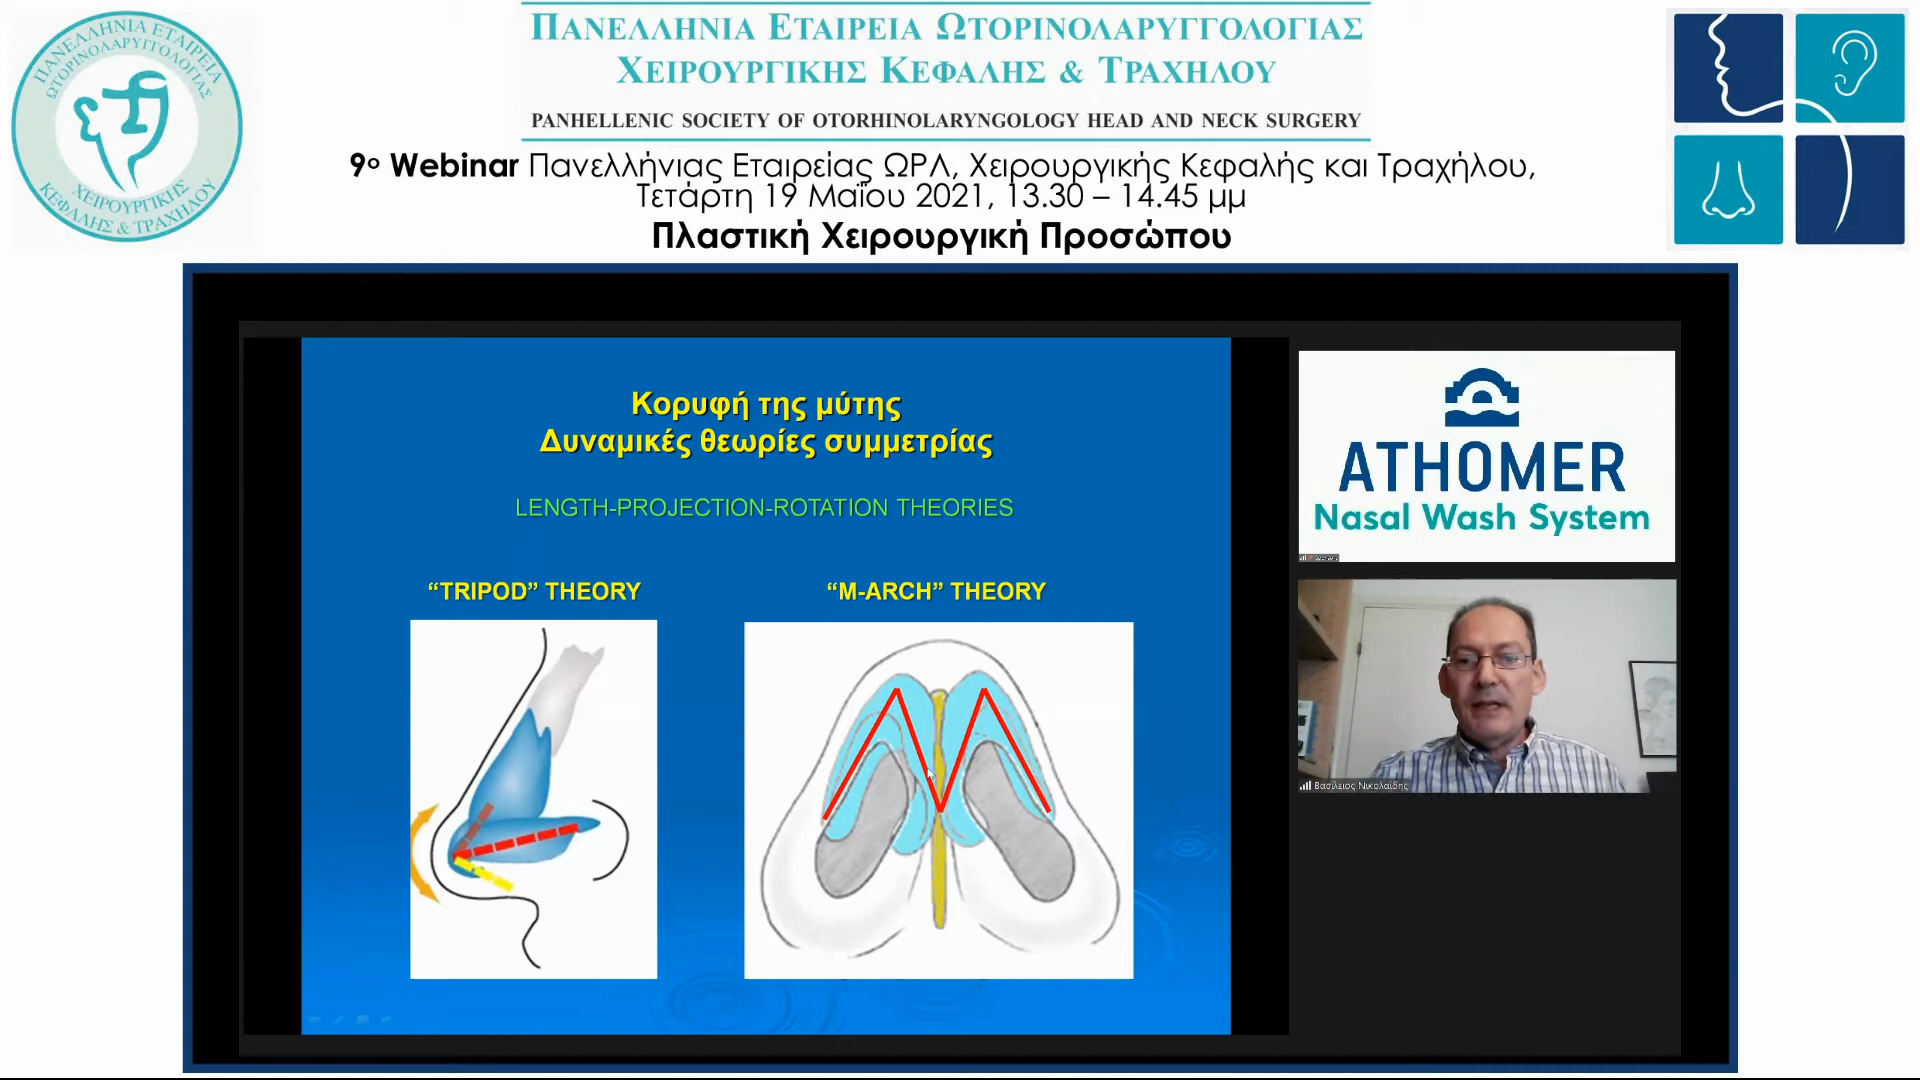 ΠΑΝΕΛΛΗΝΙΑ ΕΤΑΙΡΕΙΑ
ΩΤΟΡΙΝΟΛΑΡΥΓΓΟΛΟΓΙΑΣ
ΧΕΙΡΟΥΡΓΙΚΗΣ
ΚΕΦΑΛΗΣ & ΤΡΑΧΗΛΟΥ
ΠΑΝΕΛΛΗΝΙΑ ΕΤΑΙΡΕΙΑ ΩΤΟΡΙΝΟΛΑΡΥΓΓΟΛΟΓΙΑΣ
ΧΕΙΡΟΥΡΓΙΚΗΣ ΚΕΦΑΛΗΣ & ΤΡΑΧΗΛΟΥ
PANHELLENIC SOCIETY OF OTORHINOLARYNGOLOGY HEAD AND NECK SURGERY
9ο Webinar Πανελλήνιας Εταιρείας ΩΡΛ, Χειρουργικής Κεφαλής και Τραχήλου,
Τετάρτη 19 Μαΐου 2021, 13.30 – 14.45 μμ
Πλαστική Χειρουργική Προσώπου
Κορυφή της μύτης
Δυναμικές θεωρίες συμμετρίας
LENGTH-PROJECTION-ROTATION THEORIES
“TRIPOD” THEORY
“M-ARCH” THEORY
ATHOMER
Nasal Wash System
Βασίλειος Νικολαΐδης